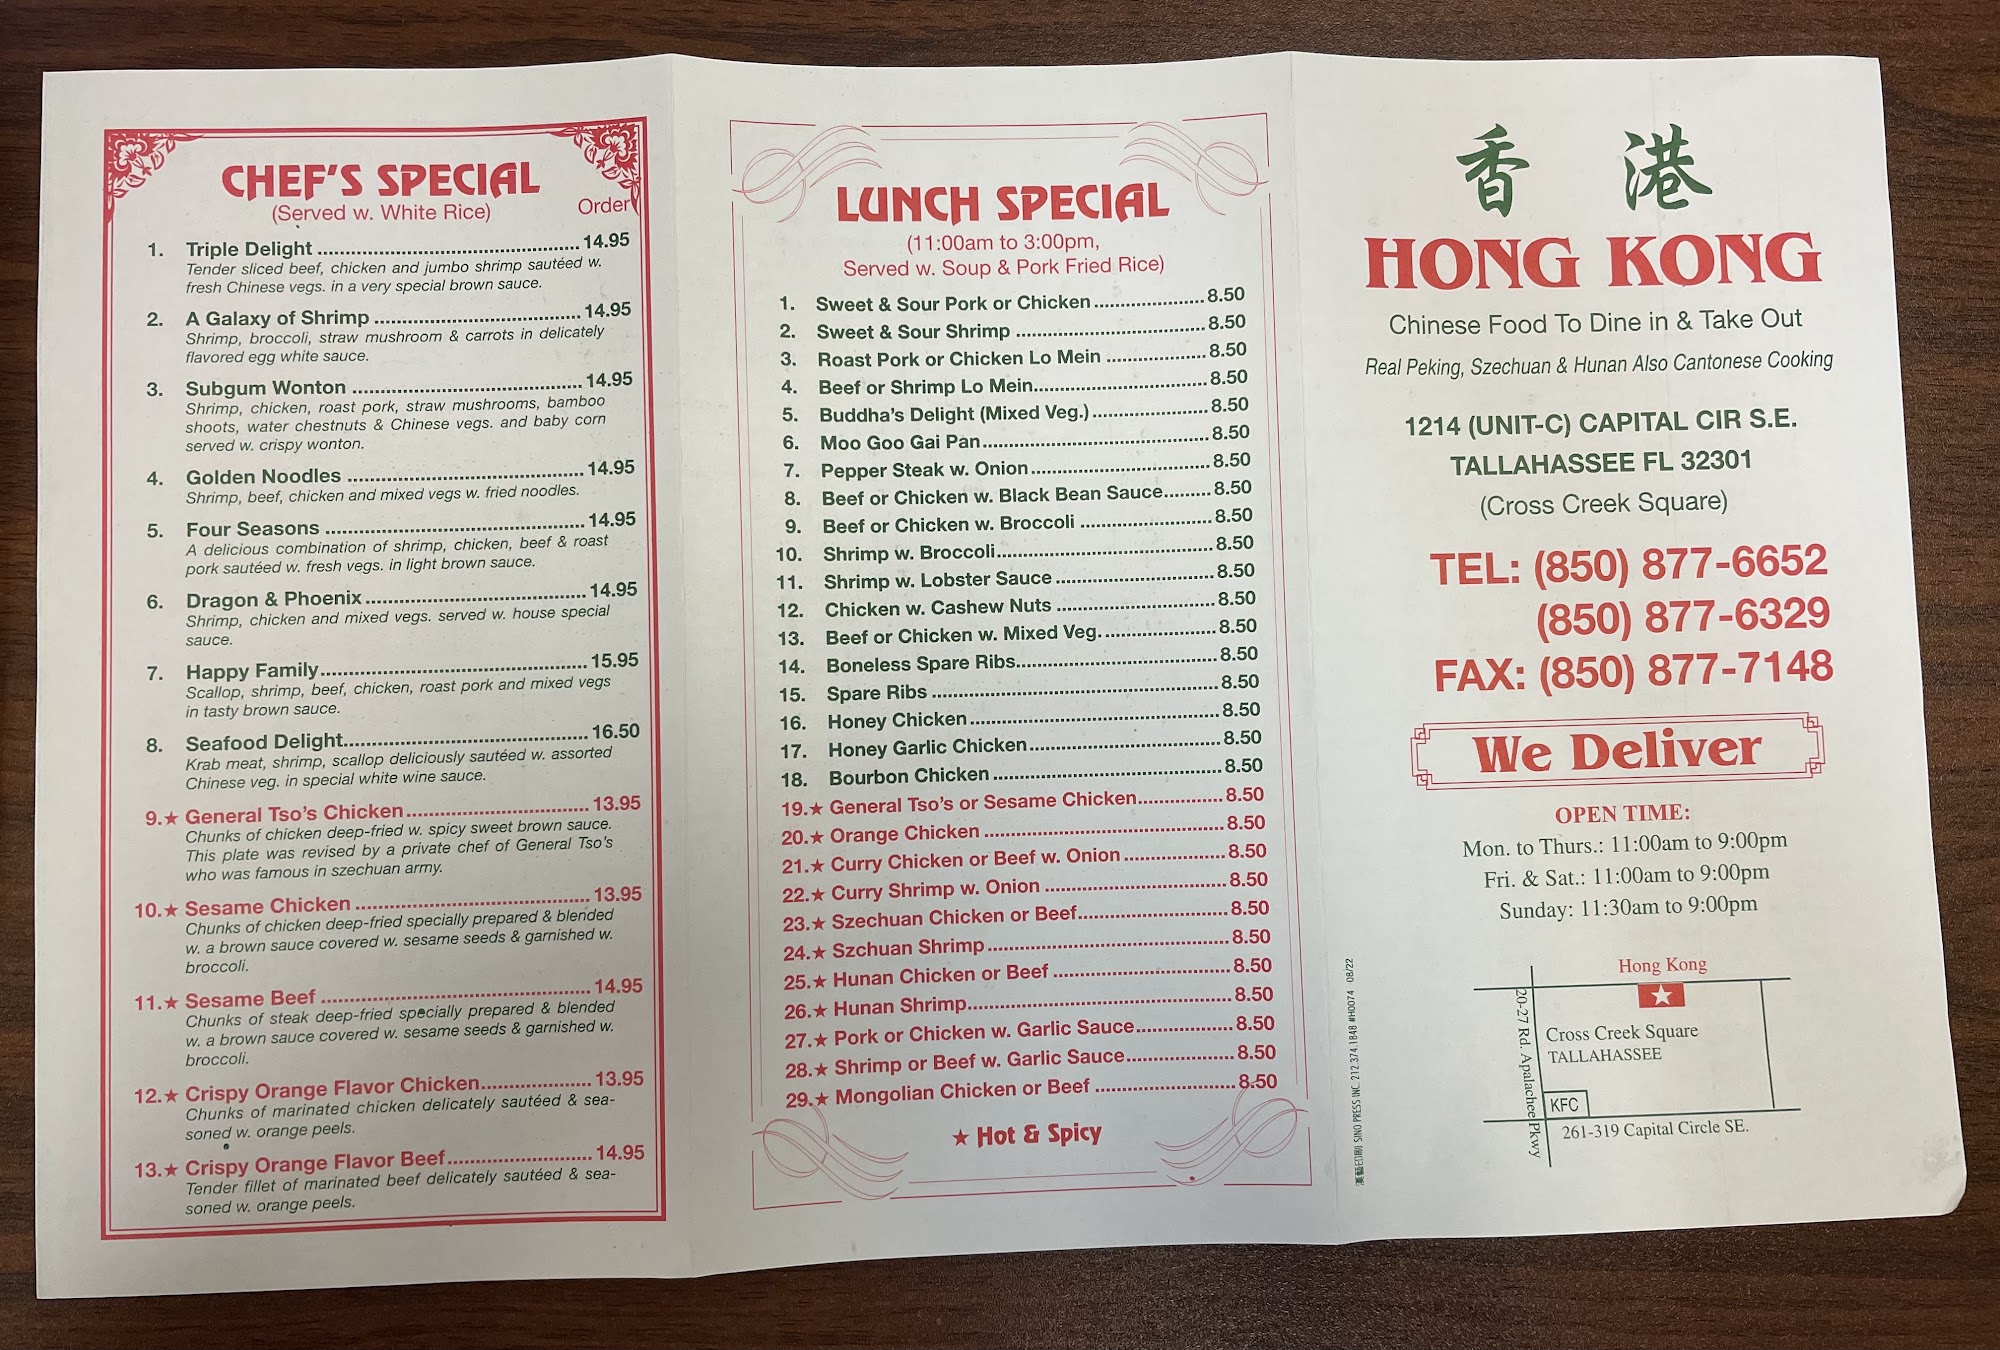 CHEF'S SPECIAL
(Served w. White Rice)
Order
1. Triple Delight 14.95
Tender sliced beef, chicken and jumbo shrimp sautéed w.
fresh Chinese vegs. in a very special brown sauce.
2. A Galaxy of Shrimp 14.95
Shrimp, broccoli, straw mushroom & carrots in delicately
flavored egg white sauce.
3. Subgum Wonton 14.95
Shrimp, chicken, roast pork, straw mushrooms, bamboo
shoots, water chestnuts & Chinese vegs. and baby corn
served w. crispy wonton.
4. Golden Noodles 14.95
Shrimp, beef, chicken and mixed vegs w. fried noodles.
5. Four Seasons 14.95
A delicious combination of shrimp, chicken, beef & roast
pork sautéed w. fresh vegs. in light brown sauce.
6. Dragon & Phoenix 14.95
Shrimp, chicken and mixed vegs. served w. house special
sauce.
7. Happy Family 15.95
Scallop, shrimp, beef, chicken, roast pork and mixed vegs
in tasty brown sauce.
8. Seafood Delight 16.50
Krab meat, shrimp, scallop deliciously sautéed w. assorted
Chinese veg. in special white wine sauce.
9.★ General Tso's Chicken 13.95
Chunks of chicken deep-fried w. spicy sweet brown sauce.
This plate was revised by a private chef of General Tso's
who was famous in szechuan army.
10.★ Sesame Chicken 13.95
Chunks of chicken deep-fried specially prepared & blended
w. a brown sauce covered w. sesame seeds & garnished w.
broccoli.
11.★ Sesame Beef 14.95
Chunks of steak deep-fried specially prepared & blended
w. a brown sauce covered w. sesame seeds & garnished w.
broccoli.
12.★ Crispy Orange Flavor Chicken 13.95
Chunks of marinated chicken delicately sautéed & sea-
soned w. orange peels.
13.★ Crispy Orange Flavor Beef 14.95
Tender fillet of marinated beef delicately sautéed & sea-
soned w. orange peels.
LUNCH SPECIAL
(11:00am to 3:00pm,
Served w. Soup & Pork Fried Rice)
1. Sweet & Sour Pork or Chicken 8.50
2. Sweet & Sour Shrimp 8.50
3. Roast Pork or Chicken Lo Mein 8.50
4. Beef or Shrimp Lo Mein 8.50
5. Buddha's Delight (Mixed Veg.) 8.50
6. Moo Goo Gai Pan 8.50
7. Pepper Steak w. Onion 8.50
8. Beef or Chicken w. Black Bean Sauce 8.50
9. Beef or Chicken w. Broccoli 8.50
10. Shrimp w. Broccoli 8.50
11. Shrimp w. Lobster Sauce 8.50
12. Chicken w. Cashew Nuts 8.50
13. Beef or Chicken w. Mixed Veg. 8.50
14. Boneless Spare Ribs 8.50
15. Spare Ribs 8.50
16. Honey Chicken 8.50
17. Honey Garlic Chicken 8.50
18. Bourbon Chicken 8.50
19.★ General Tso's or Sesame Chicken 8.50
20.★ Orange Chicken 8.50
21.★ Curry Chicken or Beef w. Onion 8.50
22.★ Curry Shrimp w. Onion 8.50
23.★ Szechuan Chicken or Beef 8.50
24.★ Szchuan Shrimp 8.50
25.★ Hunan Chicken or Beef 8.50
26.★ Hunan Shrimp 8.50
27.★ Pork or Chicken w. Garlic Sauce 8.50
28.★ Shrimp or Beef w. Garlic Sauce 8.50
29.★ Mongolian Chicken or Beef 8.50
★ Hot & Spicy
香港
HONG KONG
Chinese Food To Dine in & Take Out
Real Peking, Szechuan & Hunan Also Cantonese Cooking
1214 (UNIT-C) CAPITAL CIR S.E.
TALLAHASSEE FL 32301
(Cross Creek Square)
TEL: (850) 877-6652
(850) 877-6329
FAX: (850) 877-7148
We Deliver
OPEN TIME:
Mon. to Thurs.: 11:00am to 9:00pm
Fri. & Sat.: 11:00am to 9:00pm
Sunday: 11:30am to 9:00pm
Hong Kong
20-27 Rd. Apalachee Pkwy
Cross Creek Square
TALLAHASSEE
KFC
261-319 Capital Circle SE.
印刷 SINO PRESS INC. 212.374.1848 #H0074 08/22